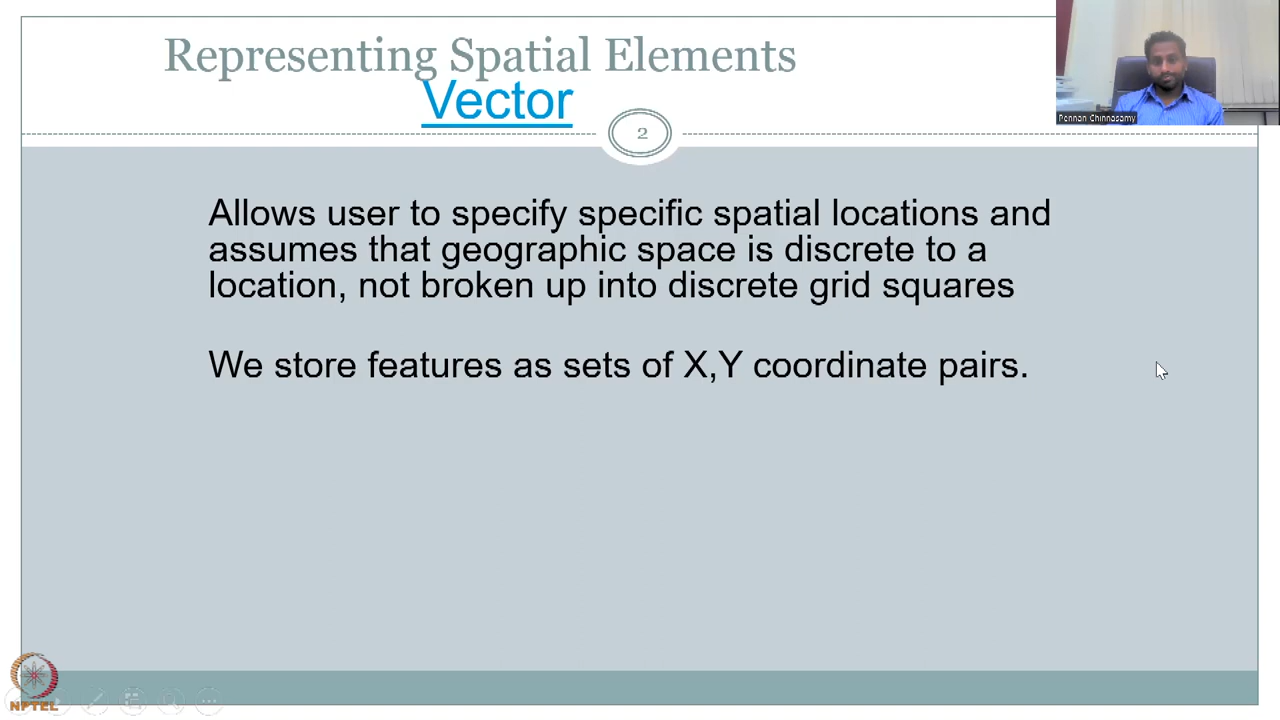 Representing Spatial Elements
Vector
Pennan Chinnasamy
2
Allows user to specify specific spatial locations and
assumes that geographic space is discrete to a
location, not broken up into discrete grid squares
We store features as sets of X,Y coordinate pairs.
NPTEL